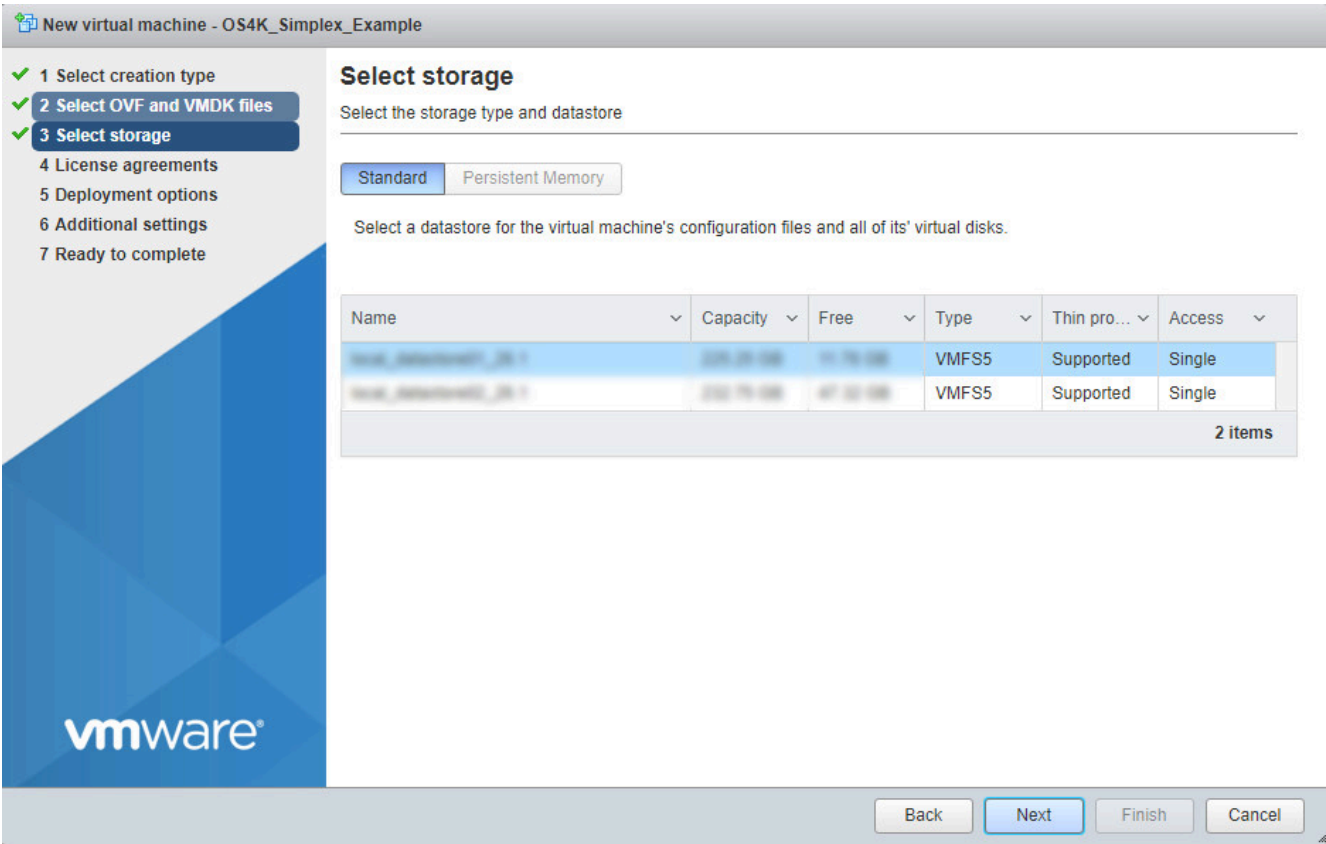 New virtual machine - OS4K_Simplex_Example
1 Select creation type
2 Select OVF and VMDK files
3 Select storage
4 License agreements
5 Deployment options
6 Additional settings
7 Ready to complete
vmware®
Select storage
Select the storage type and datastore
Standard Persistent Memory
Select a datastore for the virtual machine's configuration files and all of its' virtual disks.
Name Capacity Free Type Thin pro... Access
VMFS5 Supported Single
VMFS5 Supported Single
2 items
Back Next Finish Cancel